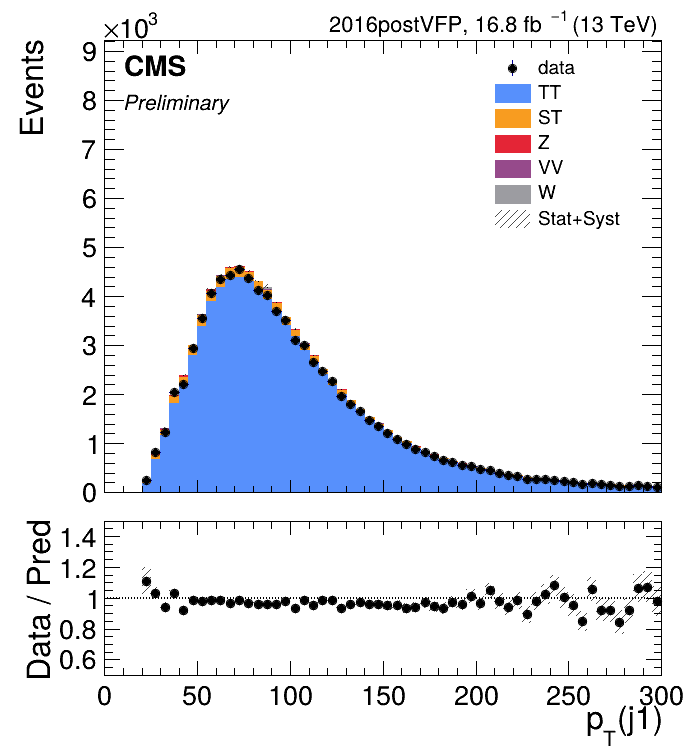 ×10³
2016postVFP, 16.8 fb⁻¹ (13 TeV)
Events
CMS
Preliminary
data
TT
ST
Z
VV
W
Stat+Syst
9
8
7
6
5
4
3
2
1
0
Data / Pred
1.4
1.2
1
0.8
0.6
0 50 100 150 200 250 300
p_T(j1)